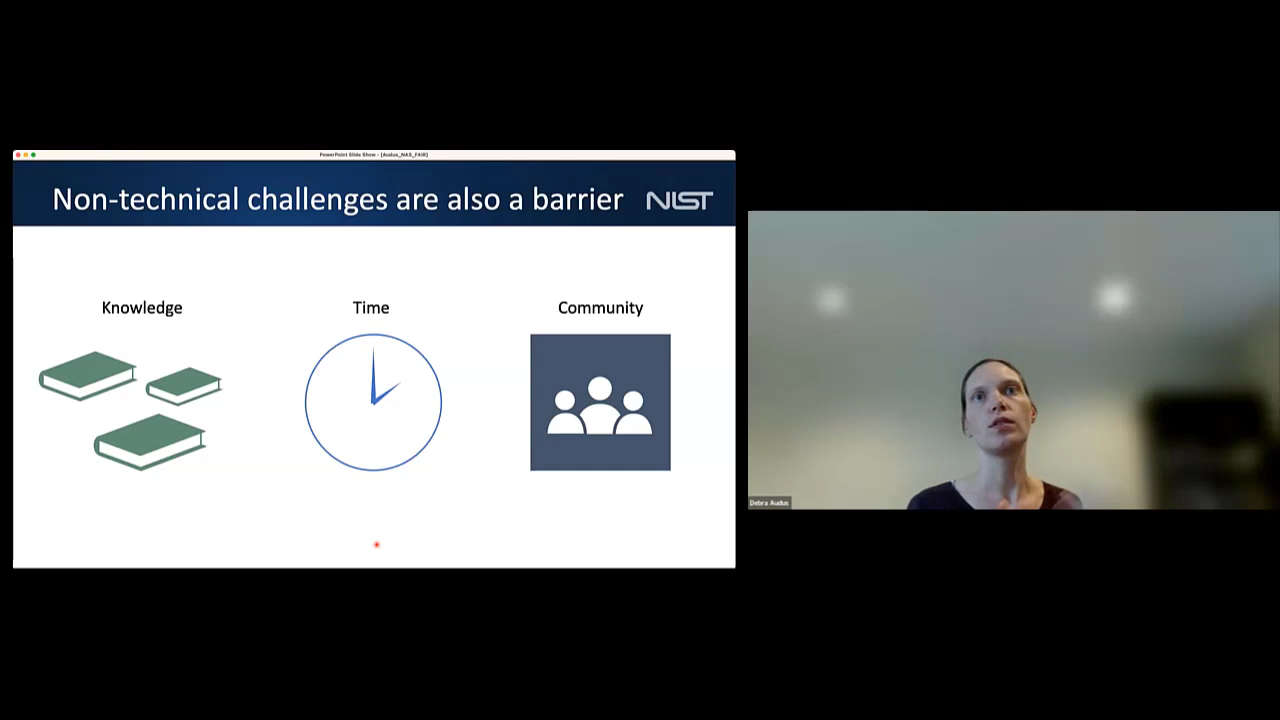 PowerPoint Slide Show - [Audus_NAS_FAIR]
Non-technical challenges are also a barrier
NIST
Knowledge
Time
Community
Debra Audus